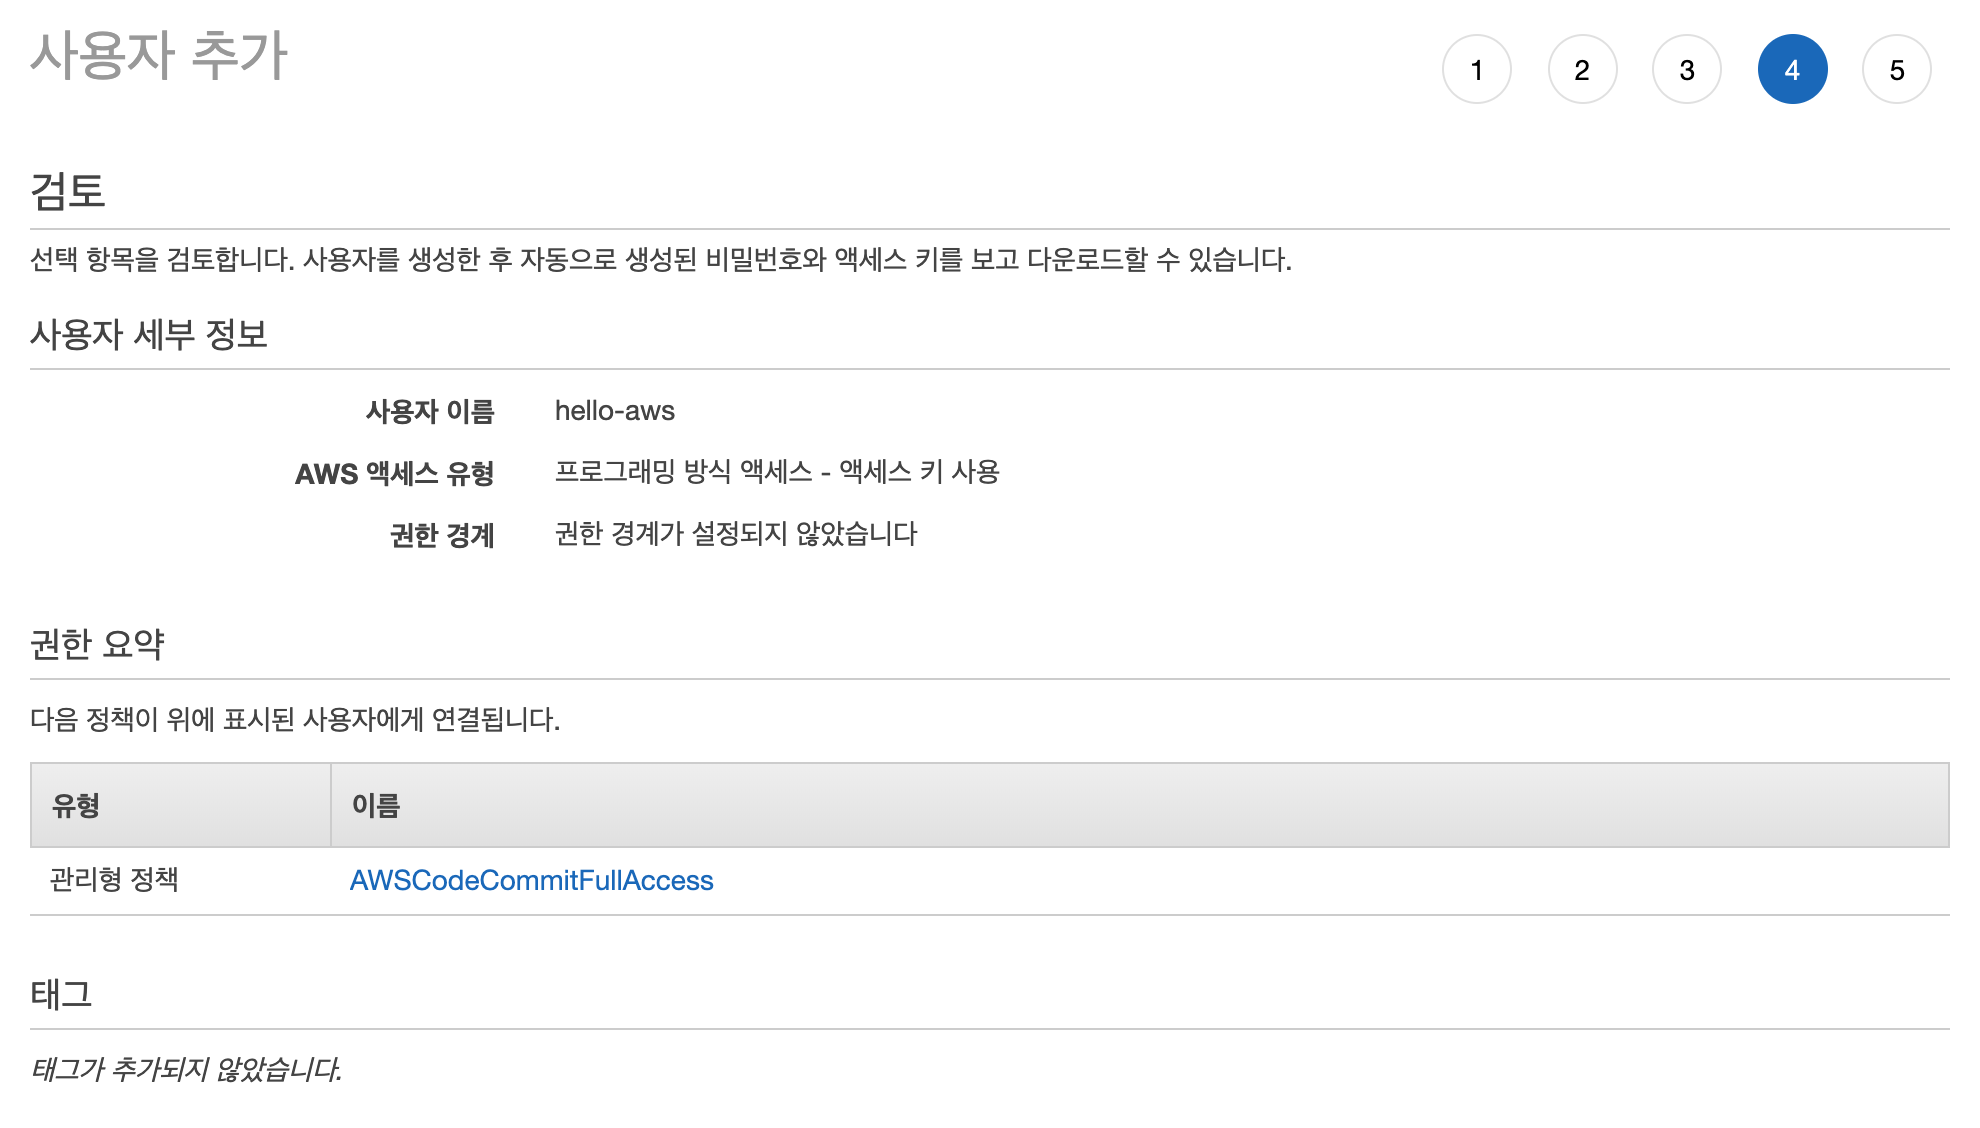 사용자 추가
1 2 3 4 5
검토
선택 항목을 검토합니다. 사용자를 생성한 후 자동으로 생성된 비밀번호와 액세스 키를 보고 다운로드할 수 있습니다.
사용자 세부 정보
사용자 이름 hello-aws
AWS 액세스 유형 프로그래밍 방식 액세스 - 액세스 키 사용
권한 경계 권한 경계가 설정되지 않았습니다
권한 요약
다음 정책이 위에 표시된 사용자에게 연결됩니다.
유형 이름
관리형 정책 AWSCodeCommitFullAccess
태그
태그가 추가되지 않았습니다.